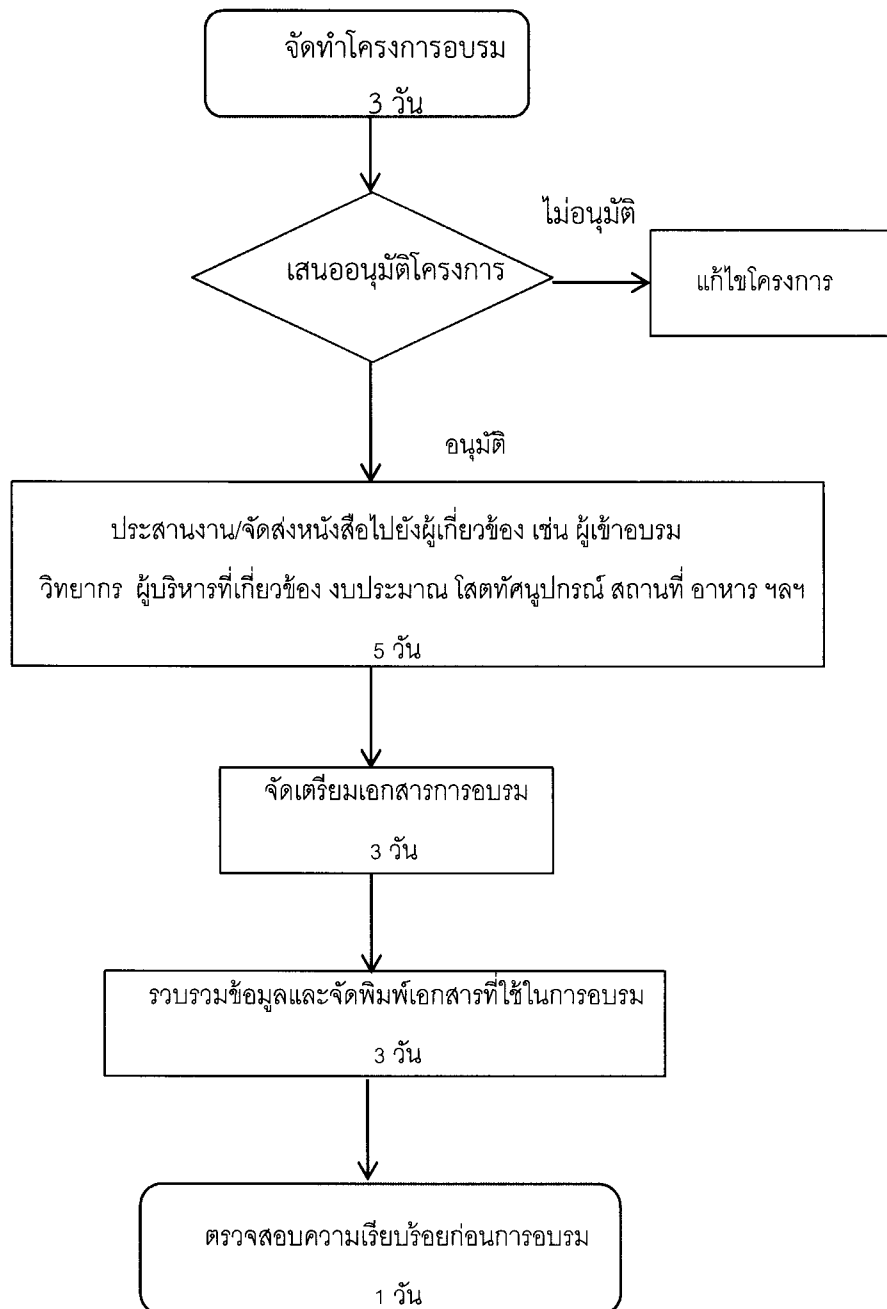 จัดทำโครงการอบรม
3 วัน
ไม่อนุมัติ
เสนออนุมัติโครงการ
แก้ไขโครงการ
อนุมัติ
ประสานงาน/จัดส่งหนังสือไปยังผู้เกี่ยวข้อง เช่น ผู้เข้าอบรม
วิทยากร ผู้บริหารที่เกี่ยวข้อง งบประมาณ โสตทัศนูปกรณ์ สถานที่ อาหาร ฯลฯ
5 วัน
จัดเตรียมเอกสารการอบรม
3 วัน
รวบรวมข้อมูลและจัดพิมพ์เอกสารที่ใช้ในการอบรม
3 วัน
ตรวจสอบความเรียบร้อยก่อนการอบรม
1 วัน